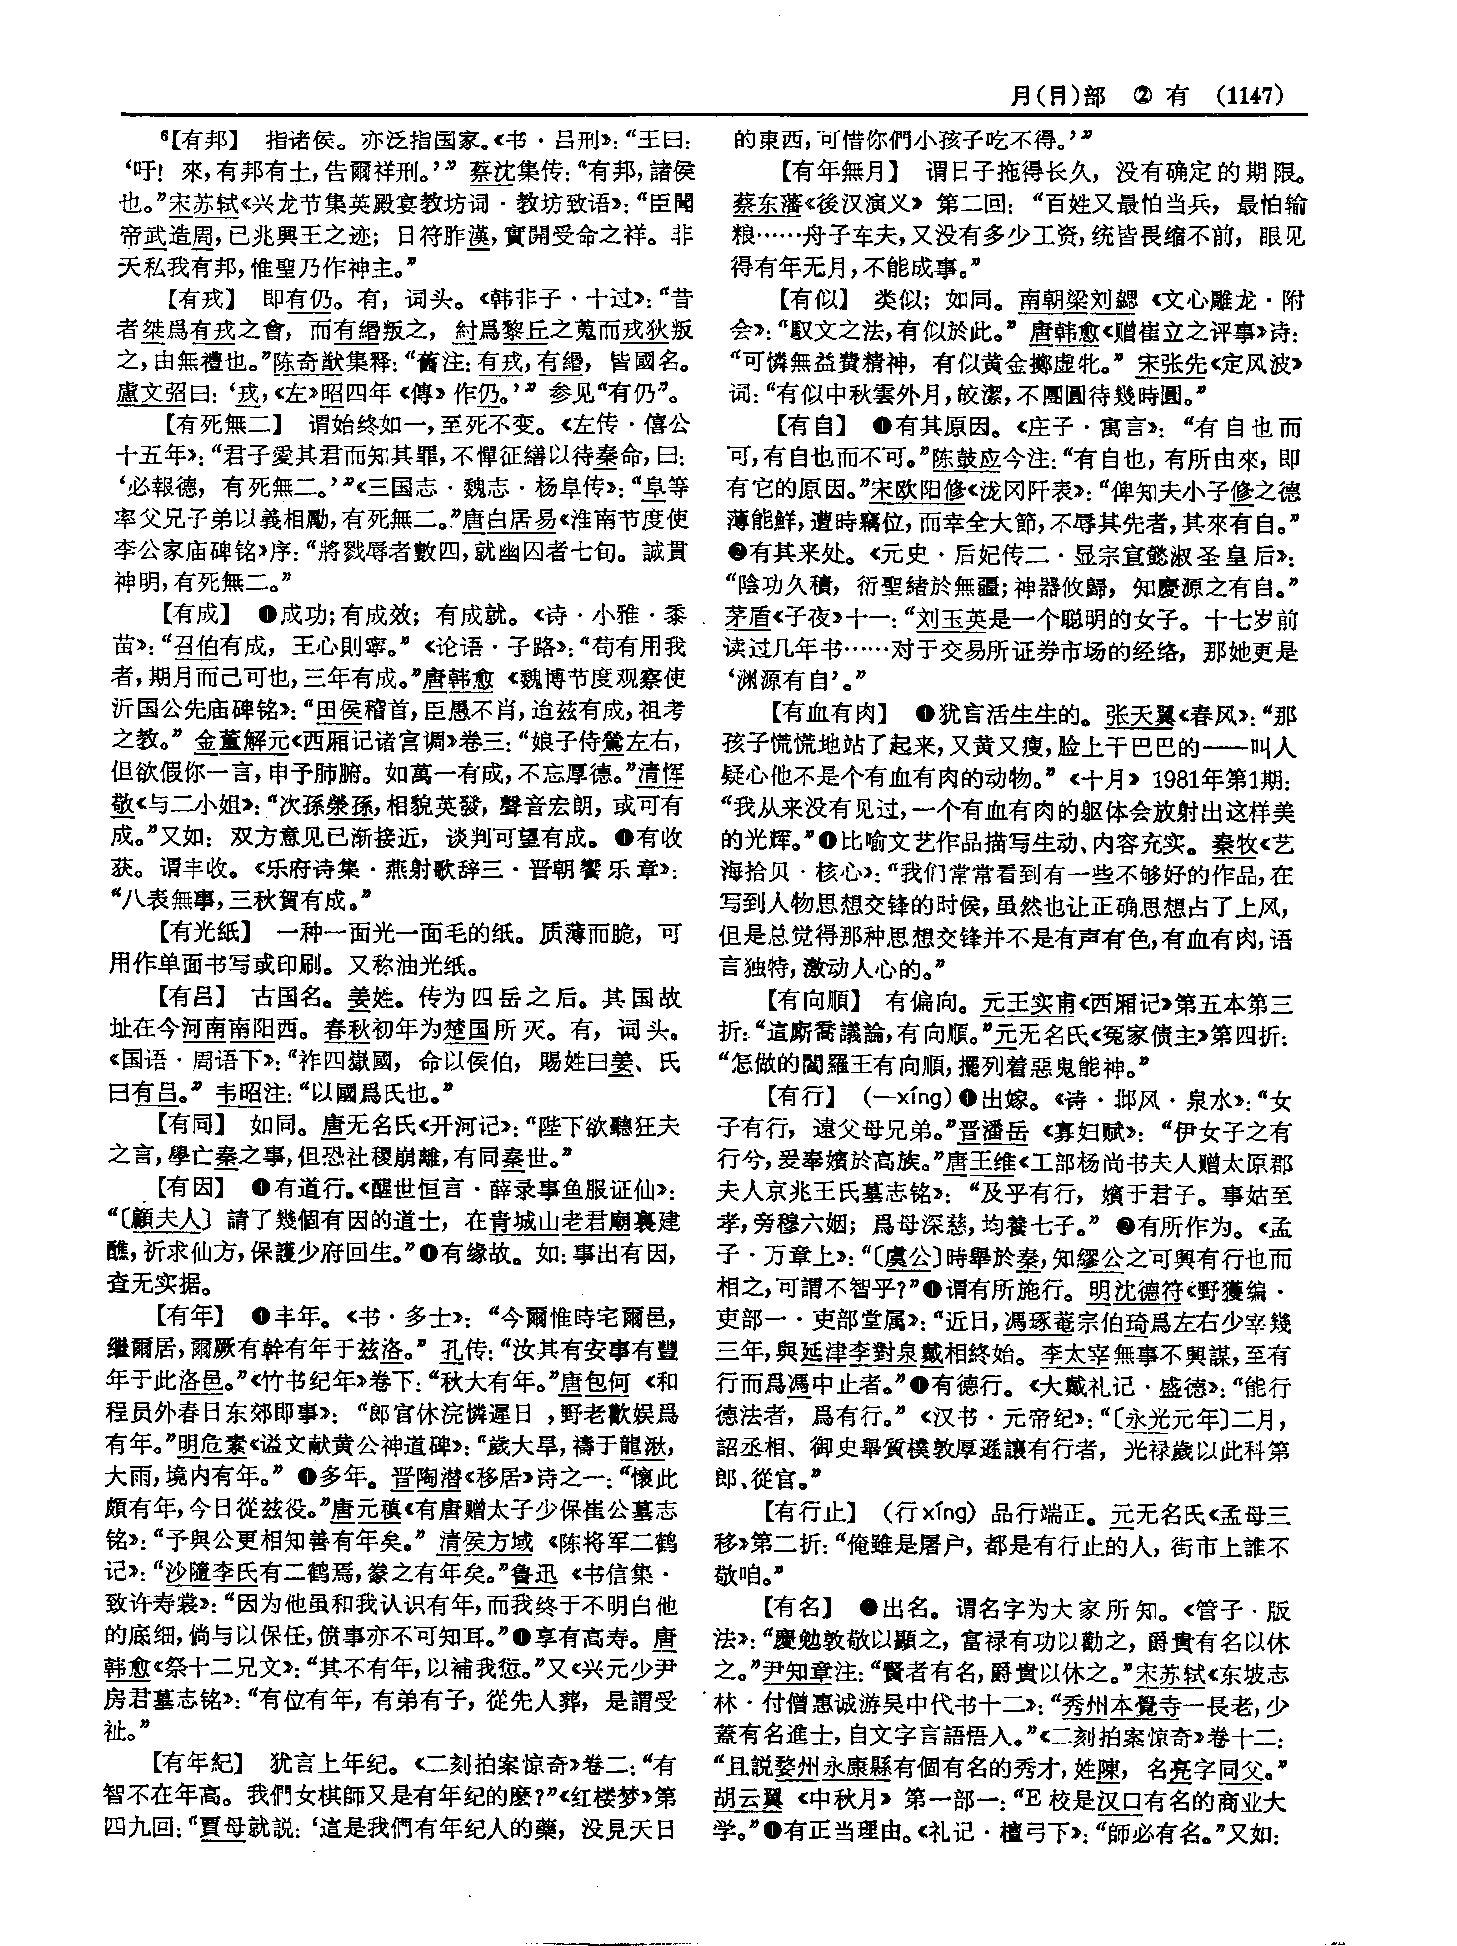 月(⺝)部 ② 有 (1147)
⁶【有邦】 指诸侯。亦泛指国家。《书·吕刑》：“王曰：
‘吁！來，有邦有土，告爾祥刑。’” 蔡沈集传：“有邦，諸侯
也。”宋苏轼《兴龙节集英殿宴教坊词·教坊致语》：“臣聞
帝武造周，已兆興王之迹；日符胙漢，實開受命之祥。非
天私我有邦，惟聖乃作神主。”
【有戎】 即有仍。有，词头。《韩非子·十过》：“昔
者桀爲有戎之會，而有緡叛之，紂爲黎丘之蒐而戎狄叛
之，由無禮也。”陈奇猷集释：“舊注：有戎，有緡，皆國名。
盧文弨曰：‘戎，《左》昭四年《傳》作仍。’” 参见“有仍”。
【有死無二】 谓始终如一，至死不变。《左传·僖公
十五年》：“君子愛其君而知其罪，不憚征繕以待秦命，曰：
‘必報德，有死無二。’”《三国志·魏志·杨阜传》：“阜等
率父兄子弟以義相勵，有死無二。”唐白居易《淮南节度使
李公家庙碑铭》序：“將戮辱者數四，就幽囚者七旬。誠貫
神明，有死無二。”
【有成】 ❶成功；有成效；有成就。《诗·小雅·黍
苗》：“召伯有成，王心則寧。” 《论语·子路》：“苟有用我
者，期月而已可也，三年有成。”唐韩愈《魏博节度观察使
沂国公先庙碑铭》：“田侯稽首，臣愚不肖，迨兹有成，祖考
之教。” 金董解元《西厢记诸宫调》卷三：“娘子侍鶯左右，
但欲假你一言，申予肺腑。如萬一有成，不忘厚德。”清恽
敬《与二小姐》：“次孫榮孫，相貌英發，聲音宏朗，或可有
成。”又如：双方意见已渐接近，谈判可望有成。❶有收
获。谓丰收。《乐府诗集·燕射歌辞三·晋朝饗乐章》：
“八表無事，三秋賀有成。”
【有光紙】 一种一面光一面毛的纸。质薄而脆，可
用作单面书写或印刷。又称油光纸。
【有吕】 古国名。姜姓。传为四岳之后。其国故
址在今河南南阳西。春秋初年为楚国所灭。有，词头。
《国语·周语下》：“祚四嶽國，命以侯伯，賜姓曰姜、氏
曰有吕。” 韦昭注：“以國爲氏也。”
【有同】 如同。唐无名氏《开河记》：“陛下欲聽狂夫
之言，學亡秦之事，但恐社稷崩離，有同秦世。”
【有因】 ❶有道行。《醒世恒言·薛录事鱼服证仙》：
“〔顧夫人〕請了幾個有因的道士，在青城山老君廟裏建
醮，祈求仙方，保護少府回生。”❶有缘故。如：事出有因，
查无实据。
【有年】 ❶丰年。《书·多士》：“今爾惟時宅爾邑，
繼爾居，爾厥有幹有年于兹洛。” 孔传：“汝其有安事有豐
年于此洛邑。”《竹书纪年》卷下：“秋大有年。”唐包何《和
程员外春日东郊即事》：“郎官休浣憐遲日，野老歡娱爲
有年。”明危素《谥文献黄公神道碑》：“歲大旱，禱于龍湫，
大雨，境内有年。” ❶多年。晋陶潜《移居》诗之一：“懷此
頗有年，今日從兹役。”唐元稹《有唐赠太子少保崔公墓志
铭》：“予與公更相知善有年矣。” 清侯方域《陈将军二鹤
记》：“沙隨李氏有二鹤焉，豢之有年矣。”鲁迅《书信集·
致许寿裳》：“因为他虽和我认识有年，而我终于不明白他
的底细，倘与以保任，偾事亦不可知耳。”❶享有高寿。唐
韩愈《祭十二兄文》：“其不有年，以補我愆。”又《兴元少尹
房君墓志铭》：“有位有年，有弟有子，從先人葬，是謂受
祉。”
【有年紀】 犹言上年纪。《二刻拍案惊奇》卷二：“有
智不在年高。我們女棋師又是有年纪的麽？”《红楼梦》第
四九回：“賈母就説：‘這是我們有年纪人的藥，没見天日
的東西，可惜你們小孩子吃不得。’”
【有年無月】 谓日子拖得长久，没有确定的期限。
蔡东藩《後汉演义》第二回：“百姓又最怕当兵，最怕输
粮……舟子车夫，又没有多少工资，统皆畏缩不前，眼见
得有年无月，不能成事。”
【有似】 类似；如同。南朝梁刘勰《文心雕龙·附
会》：“馭文之法，有似於此。” 唐韩愈《赠崔立之评事》诗：
“可憐無益費精神，有似黄金擲虚牝。” 宋张先《定风波》
词：“有似中秋雲外月，皎潔，不團圓待幾時圓。”
【有自】 ❶有其原因。《庄子·寓言》：“有自也而
可，有自也而不可。”陈鼓应今注：“有自也，有所由來，即
有它的原因。”宋欧阳修《泷冈阡表》：“俾知夫小子修之德
薄能鮮，遭時竊位，而幸全大節，不辱其先者，其來有自。”
❷有其来处。《元史·后妃传二·显宗宣懿淑圣皇后》：
“陰功久積，衍聖緒於無疆；神器攸歸，知慶源之有自。”
茅盾《子夜》十一：“刘玉英是一个聪明的女子。十七岁前
读过几年书……对于交易所证券市场的经络，那她更是
‘渊源有自’。”
【有血有肉】 ❶犹言活生生的。张天翼《春风》：“那
孩子慌慌地站了起来，又黄又瘦，脸上干巴巴的——叫人
疑心他不是个有血有肉的动物。” 《十月》1981年第1期：
“我从来没有见过，一个有血有肉的躯体会放射出这样美
的光辉。”❶比喻文艺作品描写生动、内容充实。秦牧《艺
海拾贝·核心》：“我们常常看到有一些不够好的作品，在
写到人物思想交锋的时侯，虽然也让正确思想占了上风，
但是总觉得那种思想交锋并不是有声有色，有血有肉，语
言独特，激动人心的。”
【有向順】 有偏向。元王实甫《西厢记》第五本第三
折：“這廝喬議論，有向順。”元无名氏《冤家债主》第四折：
“怎做的閻羅王有向順，擺列着惡鬼能神。”
【有行】 (—xíng)❶出嫁。《诗·邶风·泉水》：“女
子有行，遠父母兄弟。”晋潘岳《寡妇赋》：“伊女子之有
行兮，爰奉嬪於高族。”唐王维《工部杨尚书夫人赠太原郡
夫人京兆王氏墓志铭》：“及乎有行，嬪于君子。事姑至
孝，旁穆六姻；爲母深慈，均養七子。” ❷有所作为。《孟
子·万章上》：“〔虞公〕時舉於秦，知繆公之可與有行也而
相之，可謂不智乎？”❶谓有所施行。明沈德符《野獲编·
吏部一·吏部堂属》：“近日，馮琢菴宗伯琦爲左右少宰幾
三年，與延津李對泉戴相終始。李太宰無事不與謀，至有
行而爲馮中止者。”❶有德行。《大戴礼记·盛德》：“能行
德法者，爲有行。” 《汉书·元帝纪》：“〔永光元年〕二月，
詔丞相、御史舉質樸敦厚遜讓有行者，光禄歲以此科第
郎、從官。”
【有行止】 (行xíng) 品行端正。元无名氏《孟母三
移》第二折：“俺雖是屠户，都是有行止的人，街市上誰不
敬咱。”
【有名】 ❶出名。谓名字为大家所知。《管子·版
法》：“慶勉敦敬以顯之，富禄有功以勸之，爵貴有名以休
之。”尹知章注：“賢者有名，爵貴以休之。”宋苏轼《东坡志
林·付僧惠诚游吴中代书十二》：“秀州本覺寺一長老，少
蓋有名進士，自文字言語悟入。”《二刻拍案惊奇》卷十二：
“且説婺州永康縣有個有名的秀才，姓陳，名亮字同父。”
胡云翼《中秋月》第一部一：“E校是汉口有名的商业大
学。”❶有正当理由。《礼记·檀弓下》：“師必有名。”又如：